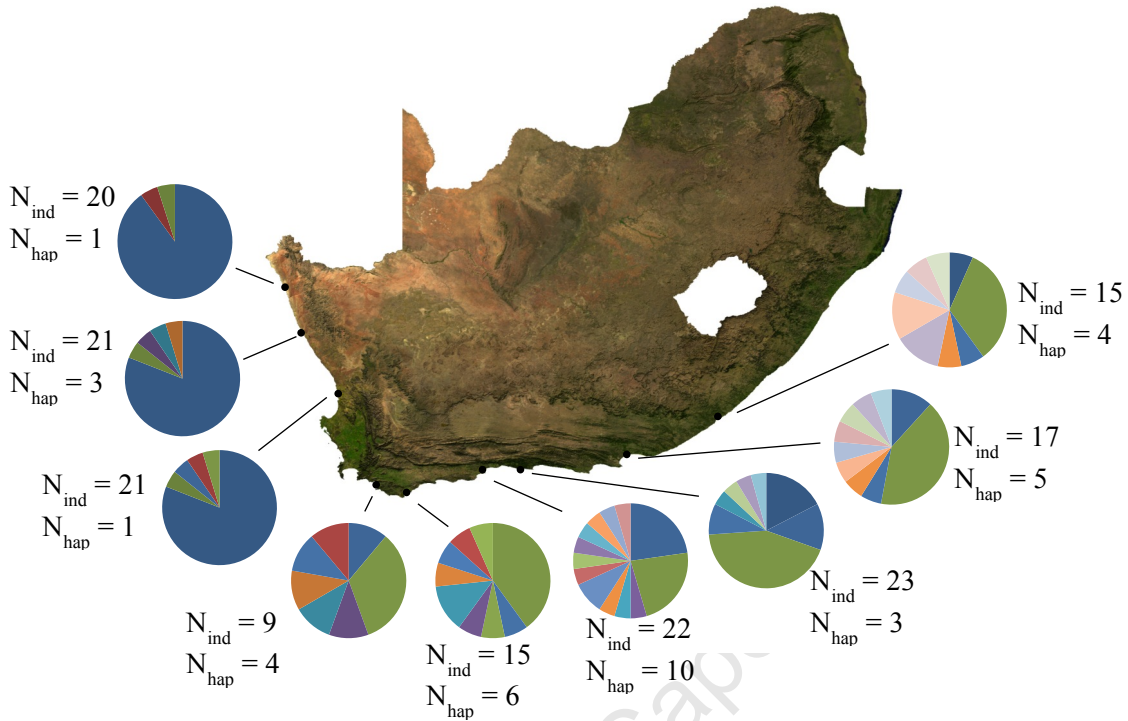 N_ind = 20
N_hap = 1
N_ind = 21
N_hap = 3
N_ind = 21
N_hap = 1
N_ind = 9
N_hap = 4
N_ind = 15
N_hap = 6
N_ind = 22
N_hap = 10
N_ind = 23
N_hap = 3
N_ind = 17
N_hap = 5
N_ind = 15
N_hap = 4